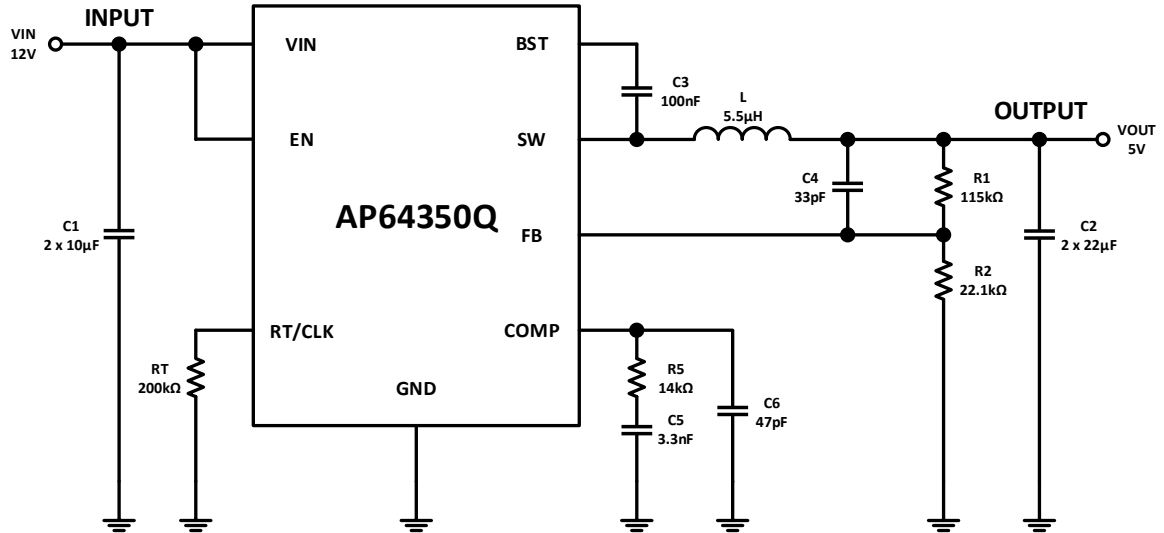 INPUT
VIN
12V
VIN
BST
C3
100nF
L
5.5µH
OUTPUT
VOUT
5V
EN
SW
C4
33pF
R1
115kΩ
C1
2 x 10µF
AP64350Q
FB
C2
2 x 22µF
R2
22.1kΩ
RT/CLK
COMP
RT
200kΩ
GND
R5
14kΩ
C5
3.3nF
C6
47pF